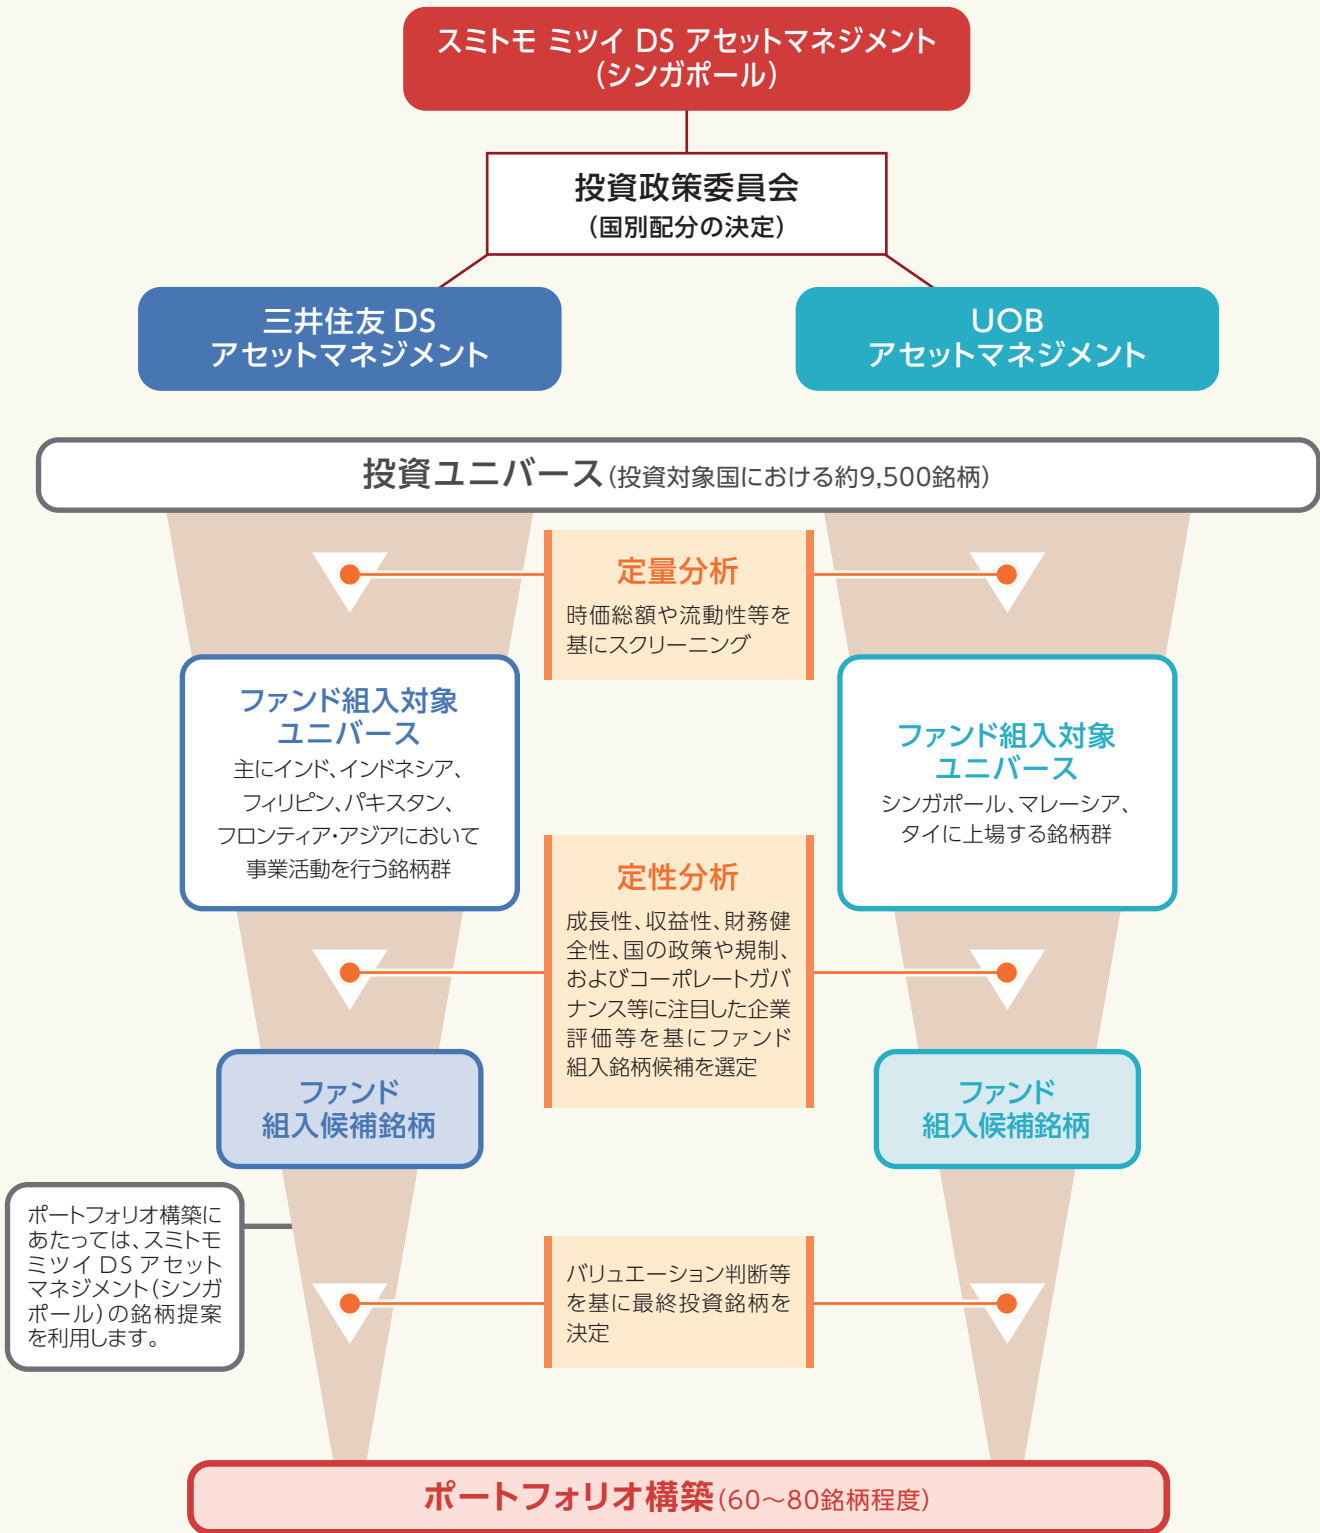 スミトモ ミツイ DS アセットマネジメント
(シンガポール)
投資政策委員会
(国別配分の決定)
三井住友 DS
アセットマネジメント
UOB
アセットマネジメント
投資ユニバース(投資対象国における約9,500銘柄)
定量分析
時価総額や流動性等を
基にスクリーニング
ファンド組入対象
ユニバース
主にインド、インドネシア、
フィリピン、パキスタン、
フロンティア・アジアにおいて
事業活動を行う銘柄群
ファンド組入対象
ユニバース
シンガポール、マレーシア、
タイに上場する銘柄群
定性分析
成長性、収益性、財務健
全性、国の政策や規制、
およびコーポレートガバ
ナンス等に注目した企業
評価等を基にファンド
組入銘柄候補を選定
ファンド
組入候補銘柄
ファンド
組入候補銘柄
ポートフォリオ構築に
あたっては、スミトモ
ミツイ DS アセット
マネジメント(シンガ
ポール)の銘柄提案
を利用します。
バリュエーション判断等
を基に最終投資銘柄を
決定
ポートフォリオ構築(60〜80銘柄程度)